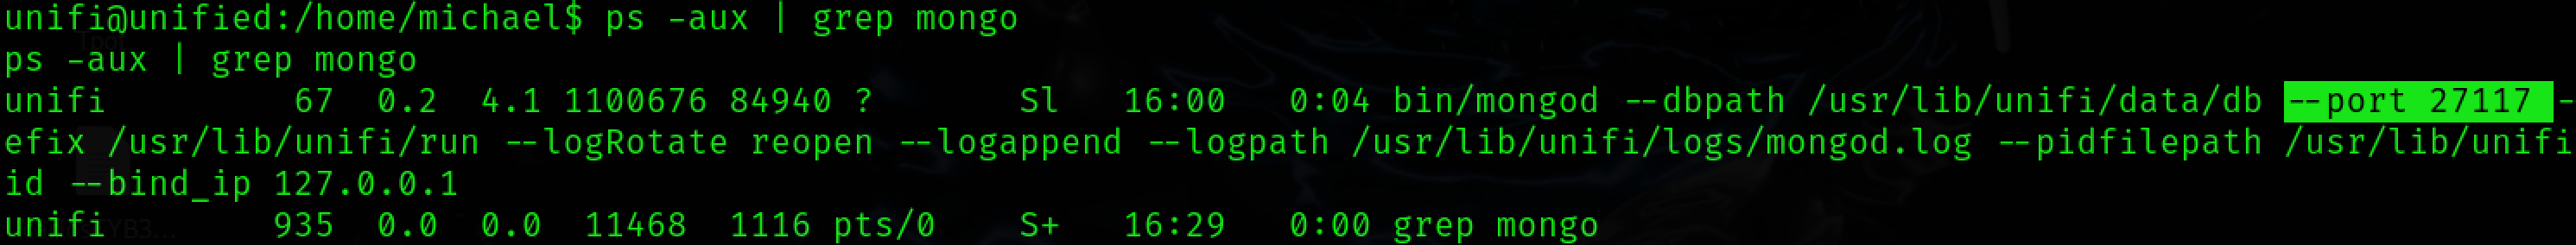 unifi@unified:/home/michael$ ps -aux | grep mongo
ps -aux | grep mongo
unifi         67  0.2  4.1 1100676 84940 ?       Sl   16:00   0:04 bin/mongod --dbpath /usr/lib/unifi/data/db --port 27117 -
efix /usr/lib/unifi/run --logRotate reopen --logappend --logpath /usr/lib/unifi/logs/mongod.log --pidfilepath /usr/lib/unifi
id --bind_ip 127.0.0.1
unifi        935  0.0  0.0  11468  1116 pts/0    S+   16:29   0:00 grep mongo